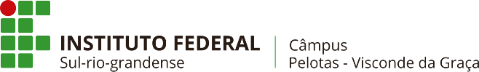 INSTITUTO FEDERAL
Sul-rio-grandense
Câmpus
Pelotas - Visconde da Graça